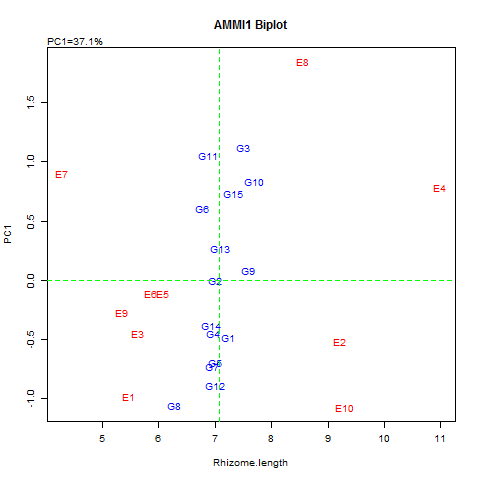 AMMI1 Biplot
PC1=37.1%
E8
1.5
G3
G11
1.0
E7
G10
E4
G15
G6
0.5
PC1
G13
G9
0.0
G2
E6 E5
E9
G14
-0.5
E3
G4
G1
E2
G5
G7
G12
E1
-1.0
G8
E10
5 6 7 8 9 10 11
Rhizome.length